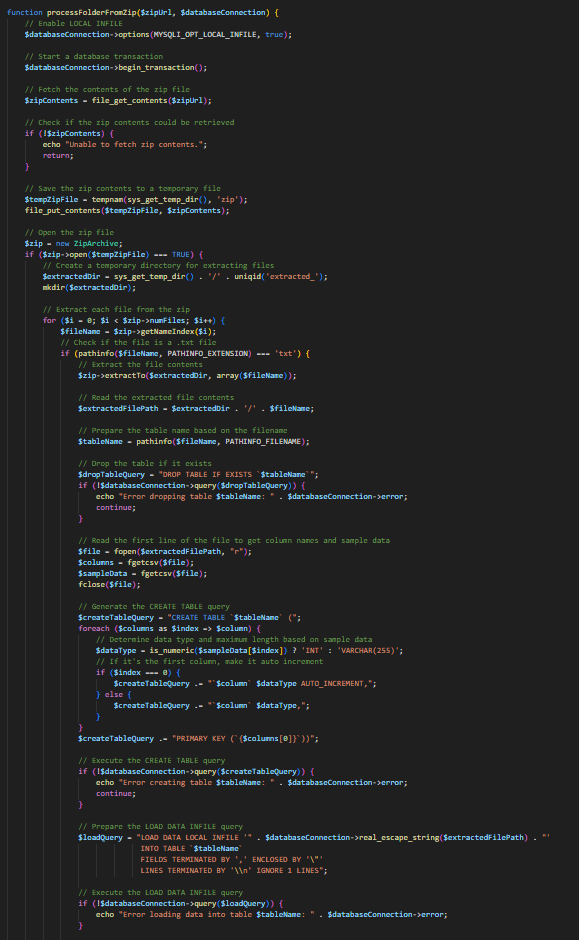 function processFolderFromZip($zipUrl, $databaseConnection) {
// Enable LOCAL INFILE
$databaseConnection->options(MYSQLI_OPT_LOCAL_INFILE, true);
// Start a database transaction
$databaseConnection->begin_transaction();
// Fetch the contents of the zip file
$zipContents = file_get_contents($zipUrl);
// Check if the zip contents could be retrieved
if (!$zipContents) {
echo "Unable to fetch zip contents.";
return;
}
// Save the zip contents to a temporary file
$tempZipFile = tempnam(sys_get_temp_dir(), 'zip');
file_put_contents($tempZipFile, $zipContents);
// Open the zip file
$zip = new ZipArchive;
if ($zip->open($tempZipFile) === TRUE) {
// Create a temporary directory for extracting files
$extractedDir = sys_get_temp_dir() . '/' . uniqid('extracted_');
mkdir($extractedDir);
// Extract each file from the zip
for ($i = 0; $i < $zip->numFiles; $i++) {
$fileName = $zip->getNameIndex($i);
// Check if the file is a .txt file
if (pathinfo($fileName, PATHINFO_EXTENSION) === 'txt') {
// Extract the file contents
$zip->extractTo($extractedDir, array($fileName));
// Read the extracted file contents
$extractedFilePath = $extractedDir . '/' . $fileName;
// Prepare the table name based on the filename
$tableName = pathinfo($fileName, PATHINFO_FILENAME);
// Drop the table if it exists
$dropTableQuery = "DROP TABLE IF EXISTS `$tableName`";
if (!$databaseConnection->query($dropTableQuery)) {
echo "Error dropping table $tableName: " . $databaseConnection->error;
continue;
}
// Read the first line of the file to get column names and sample data
$file = fopen($extractedFilePath, "r");
$columns = fgetcsv($file);
$sampleData = fgetcsv($file);
fclose($file);
// Generate the CREATE TABLE query
$createTableQuery = "CREATE TABLE `$tableName` (";
foreach ($columns as $index => $column) {
// Determine data type and maximum length based on sample data
$dataType = is_numeric($sampleData[$index]) ? 'INT' : 'VARCHAR(255)';
// If it's the first column, make it auto increment
if ($index === 0) {
$createTableQuery .= "`$column` $dataType AUTO_INCREMENT,";
} else {
$createTableQuery .= "`$column` $dataType,";
}
}
$createTableQuery .= "PRIMARY KEY (`{$columns[0]}`))";
// Execute the CREATE TABLE query
if (!$databaseConnection->query($createTableQuery)) {
echo "Error creating table $tableName: " . $databaseConnection->error;
continue;
}
// Prepare the LOAD DATA INFILE query
$loadQuery = "LOAD DATA LOCAL INFILE '" . $databaseConnection->real_escape_string($extractedFilePath) . "'
INTO TABLE `$tableName`
FIELDS TERMINATED BY ',' ENCLOSED BY '\"'
LINES TERMINATED BY '\\n' IGNORE 1 LINES";
// Execute the LOAD DATA INFILE query
if (!$databaseConnection->query($loadQuery)) {
echo "Error loading data into table $tableName: " . $databaseConnection->error;
}